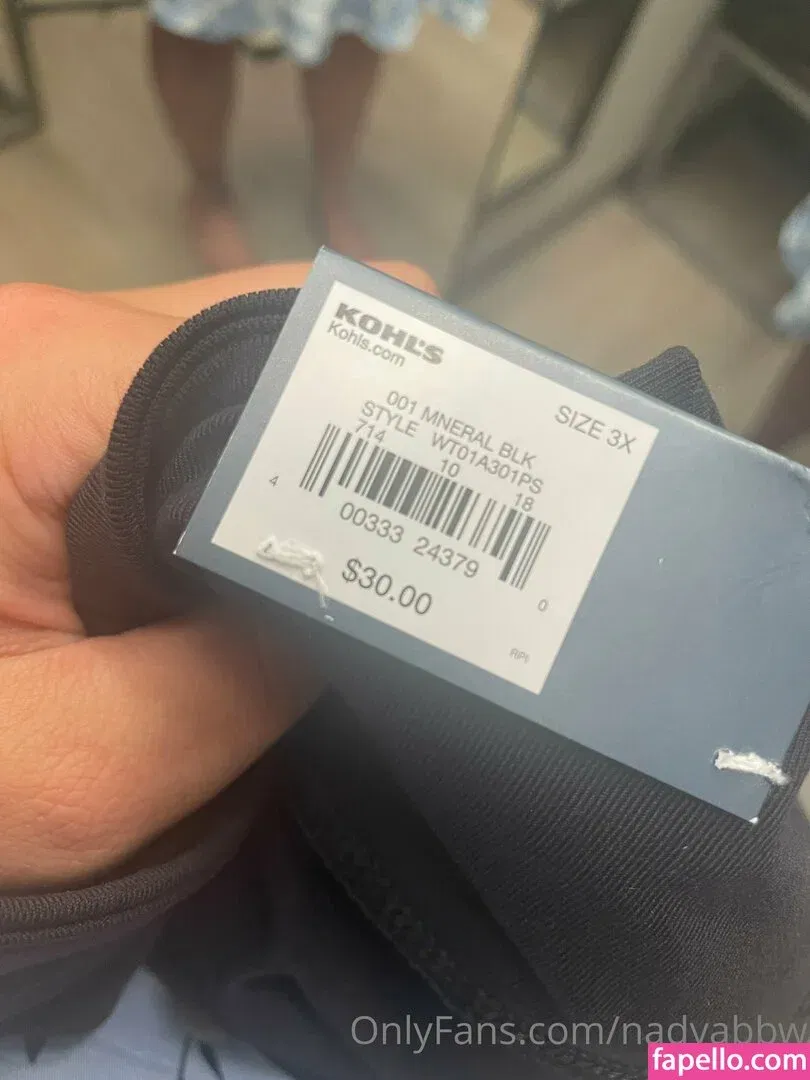 KOHL'S
Kohls.com
SIZE 3X
001 MNERAL BLK
STYLE WT01A301PS
714 10 18
4 00333 24379 0
$30.00
RPI
OnlyFans.com/nadyabbw
fapello.com